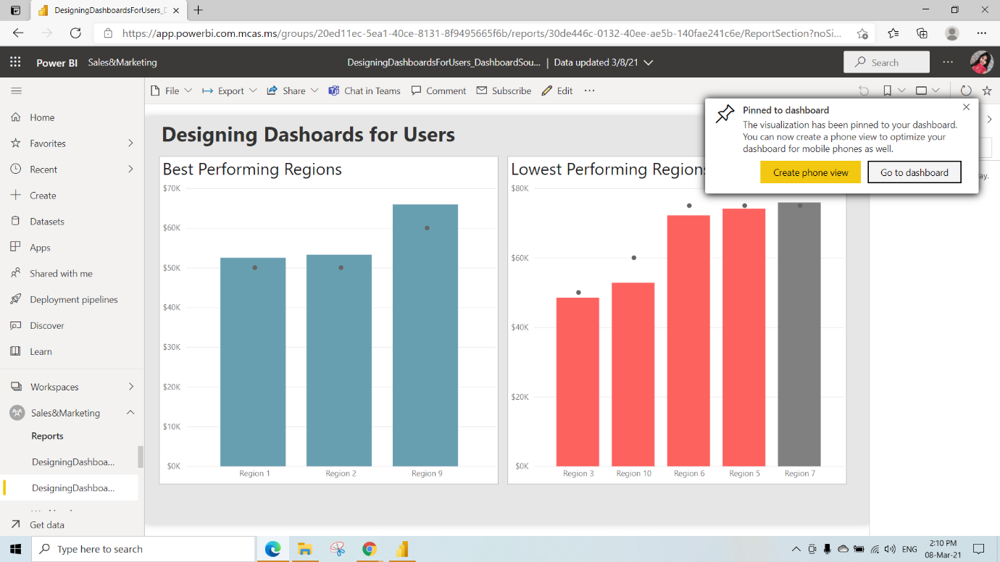 DesigningDashboardsForUsers_D
https://app.powerbi.com.mcas.ms/groups/20ed11ec-5ea1-40ce-8131-8f9495665f6b/reports/30de446c-0132-40ee-ae5b-140fae241c6e/ReportSection?noSi...
Power BI Sales&Marketing DesigningDashboardsForUsers_DashboardSou... | Data updated 3/8/21 Search
File Export Share Chat in Teams Comment Subscribe Edit
Home
Favorites
Recent
Create
Datasets
Apps
Shared with me
Deployment pipelines
Discover
Learn
Workspaces
Sales&Marketing
Reports
DesigningDashboa...
DesigningDashboa...
Get data
Designing Dashoards for Users
Best Performing Regions
$70K
$60K
$50K
$40K
$30K
$20K
$10K
$0K
Region 1 Region 2 Region 9
Lowest Performing Regions
$80K
$60K
$40K
$20K
$0K
Region 3 Region 10 Region 6 Region 5 Region 7
Pinned to dashboard
The visualization has been pinned to your dashboard.
You can now create a phone view to optimize your
dashboard for mobile phones as well.
Create phone view Go to dashboard
ay.
Type here to search
ENG
2:10 PM
08-Mar-21